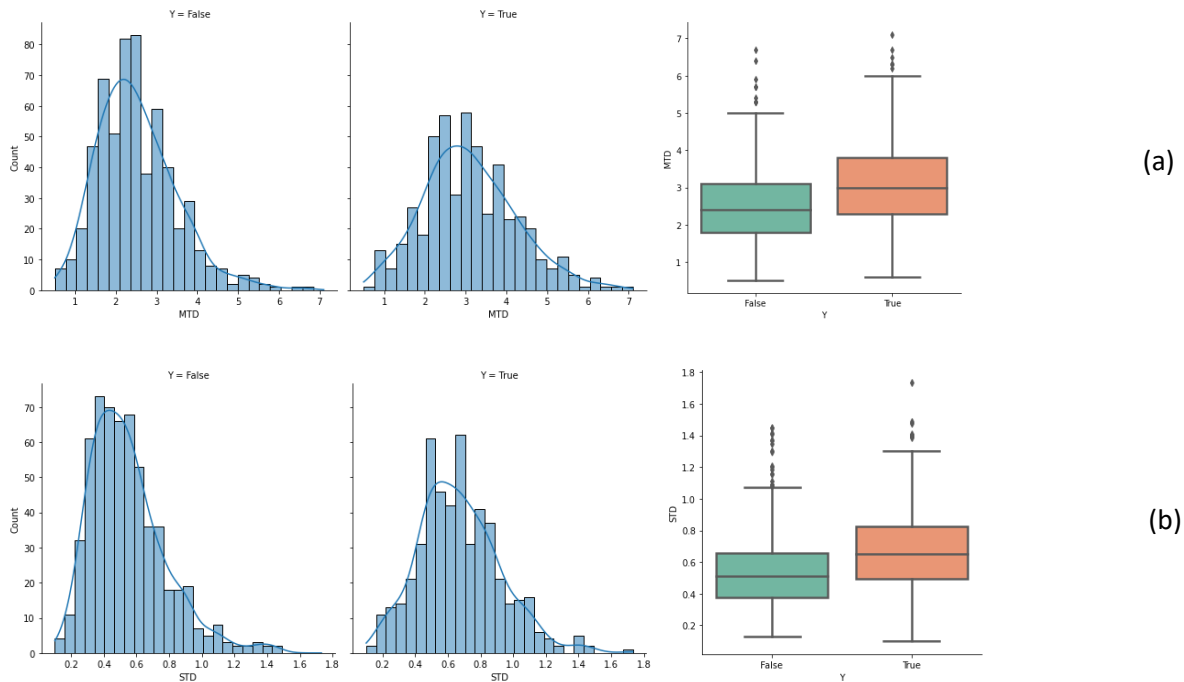 Y = False
Y = True
80
70
60
50
40
30
20
10
0
Count
1 2 3 4 5 6 7
MTD
1 2 3 4 5 6 7
MTD
7
6
5
4
3
2
1
MTD
False True
Y
(a)
Y = False
Y = True
70
60
50
40
30
20
10
0
Count
0.2 0.4 0.6 0.8 1.0 1.2 1.4 1.6 1.8
STD
0.2 0.4 0.6 0.8 1.0 1.2 1.4 1.6 1.8
STD
1.8
1.6
1.4
1.2
1.0
0.8
0.6
0.4
0.2
STD
False True
Y
(b)